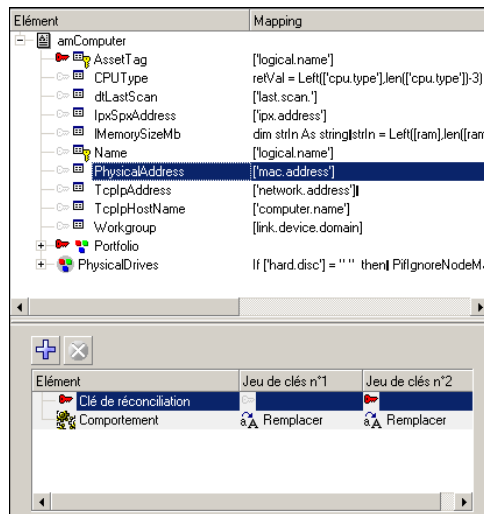 Elément Mapping
amComputer
AssetTag ['logical.name']
CPUType retVal = Left(['cpu.type'],len(['cpu.type'])-3)
dtLastScan ['last.scan.']
IpxSpxAddress ['ipx.address']
lMemorySizeMb dim strIn As string|strIn = Left([ram],len([ram
Name ['logical.name']
PhysicalAddress ['mac.address']
TcpIpAddress ['network.address']|
TcpIpHostName ['computer.name']
Workgroup [link.device.domain]
Portfolio
PhysicalDrives If ['hard.disc'] = " " then| PifIgnoreNodeM
Elément Jeu de clés n°1 Jeu de clés n°2
Clé de réconciliation
Comportement Remplacer Remplacer